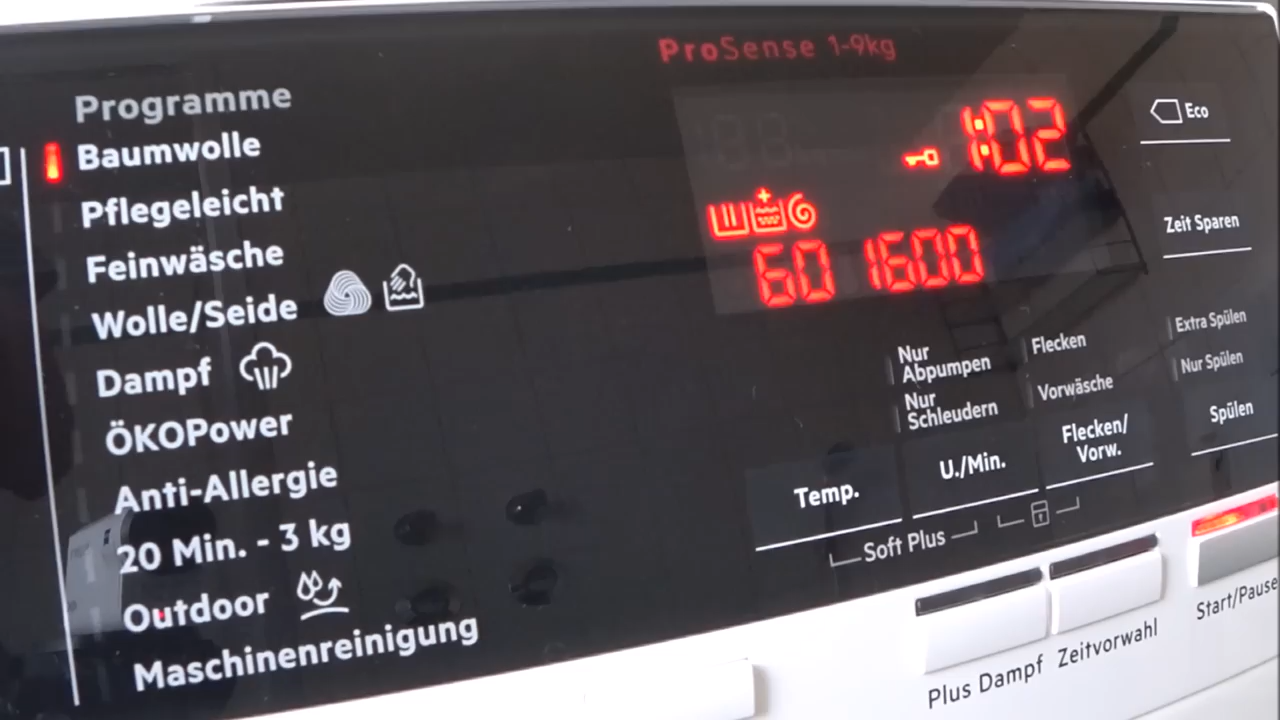 ProSense 1-9kg
Programme
Baumwolle
Pflegeleicht
Feinwäsche
Wolle/Seide
Dampf
ÖKOPower
Anti-Allergie
20 Min. - 3 kg
Outdoor
Maschinenreinigung
1:02
60 1600
Eco
Zeit Sparen
Nur
Abpumpen
Nur
Schleudern
U./Min.
Flecken
Vorwäsche
Flecken/
Vorw.
Extra Spülen
Nur Spülen
Spülen
Temp.
Soft Plus
Plus Dampf
Zeitvorwahl
Start/Pause